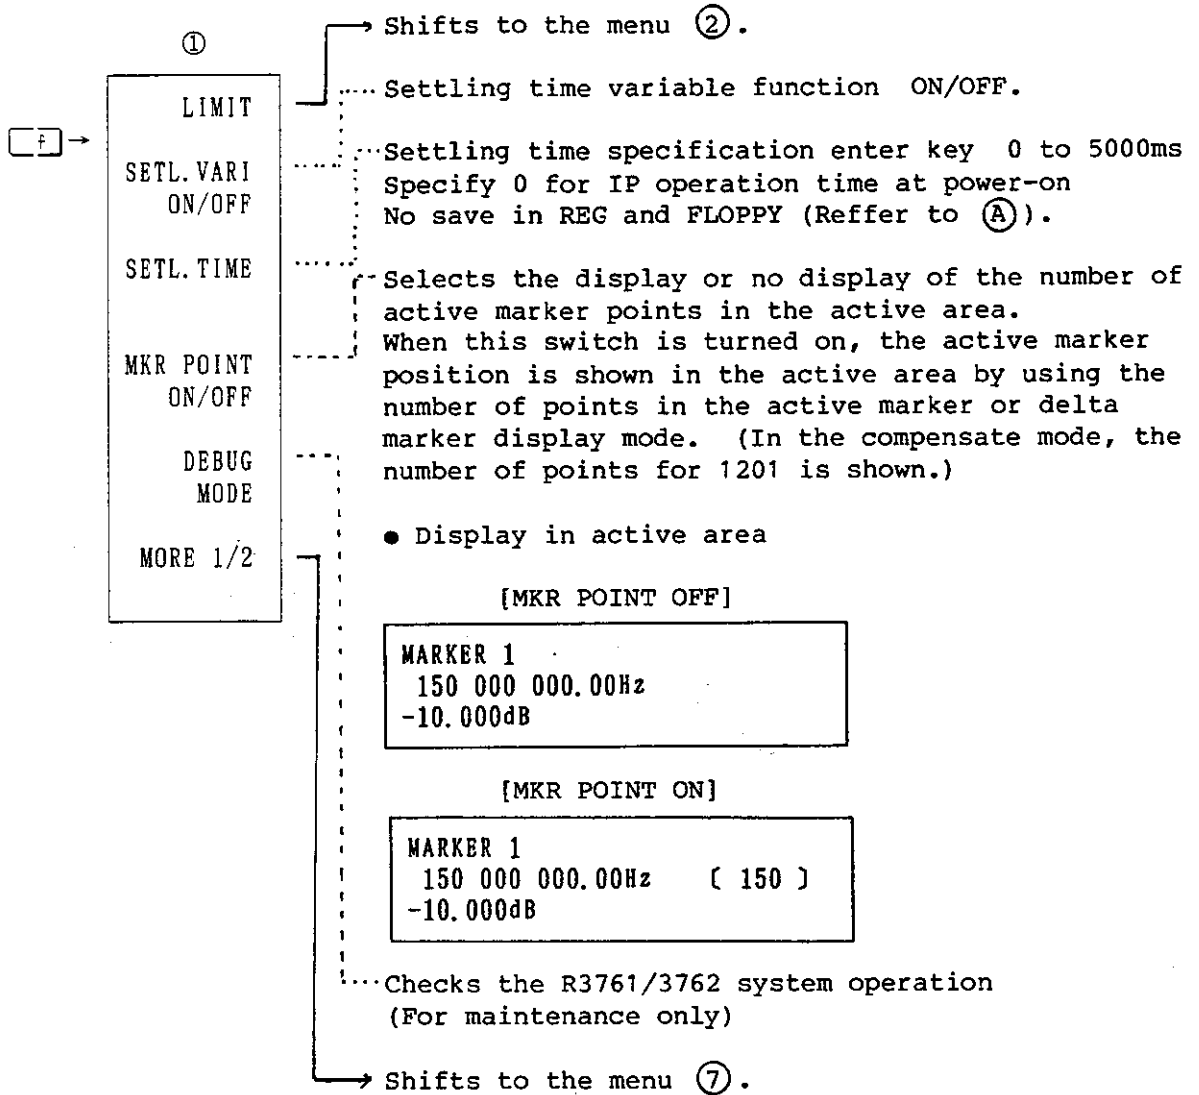 ①
f →
LIMIT
SETL. VARI
ON/OFF
SETL. TIME
MKR POINT
ON/OFF
DEBUG
MODE
MORE 1/2
Shifts to the menu ②.
Settling time variable function ON/OFF.
Settling time specification enter key 0 to 5000ms
Specify 0 for IP operation time at power-on
No save in REG and FLOPPY (Reffer to Ⓐ).
Selects the display or no display of the number of
active marker points in the active area.
When this switch is turned on, the active marker
position is shown in the active area by using the
number of points in the active marker or delta
marker display mode. (In the compensate mode, the
number of points for 1201 is shown.)
● Display in active area
[MKR POINT OFF]
MARKER 1
150 000 000.00Hz
-10.000dB
[MKR POINT ON]
MARKER 1
150 000 000.00Hz [ 150 ]
-10.000dB
Checks the R3761/3762 system operation
(For maintenance only)
Shifts to the menu ⑦.